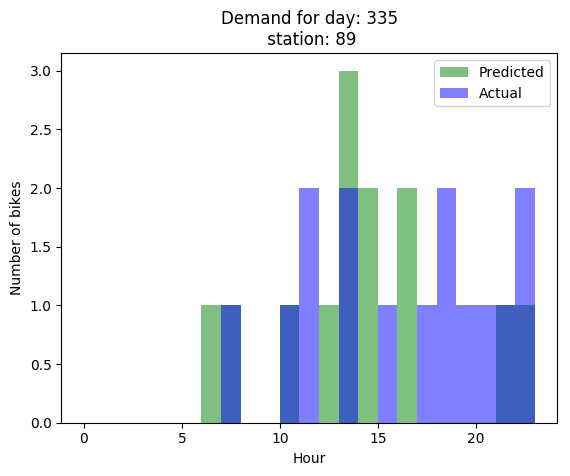 Demand for day: 335
station: 89
3.0
2.5
2.0
1.5
1.0
0.5
0.0
Number of bikes
Predicted
Actual
0
5
10
15
20
Hour